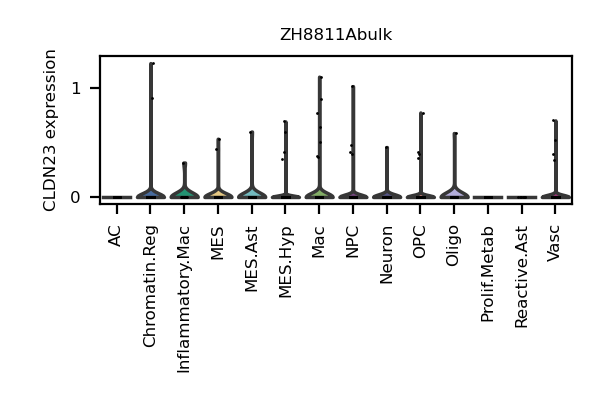 ZH8811Abulk
CLDN23 expression
1
0
AC
Chromatin.Reg
Inflammatory.Mac
MES
MES.Ast
MES.Hyp
Mac
NPC
Neuron
OPC
Oligo
Prolif.Metab
Reactive.Ast
Vasc